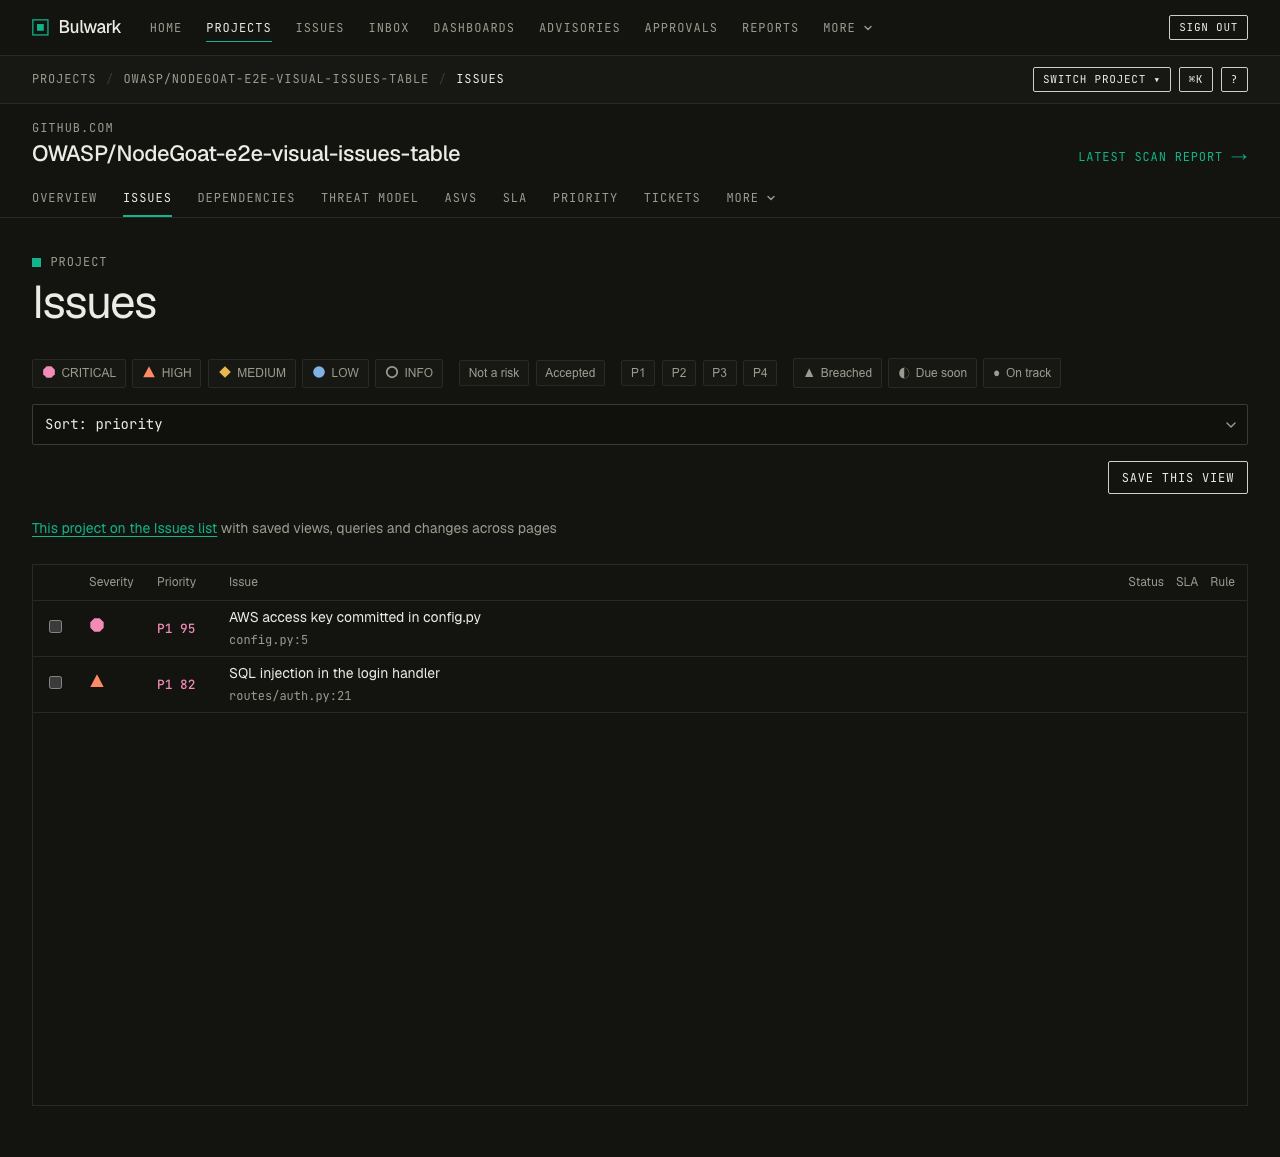 Bulwark HOME PROJECTS ISSUES INBOX DASHBOARDS ADVISORIES APPROVALS REPORTS MORE SIGN OUT
PROJECTS / OWASP/NODEGOAT-E2E-VISUAL-ISSUES-TABLE / ISSUES SWITCH PROJECT ▾ ⌘K ?
GITHUB.COM
OWASP/NodeGoat-e2e-visual-issues-table
LATEST SCAN REPORT →
OVERVIEW ISSUES DEPENDENCIES THREAT MODEL ASVS SLA PRIORITY TICKETS MORE
PROJECT
Issues
CRITICAL HIGH MEDIUM LOW INFO Not a risk Accepted P1 P2 P3 P4 Breached Due soon On track
Sort: priority
SAVE THIS VIEW
This project on the Issues list with saved views, queries and changes across pages
Severity Priority Issue Status SLA Rule
P1 95 AWS access key committed in config.py
config.py:5
P1 82 SQL injection in the login handler
routes/auth.py:21